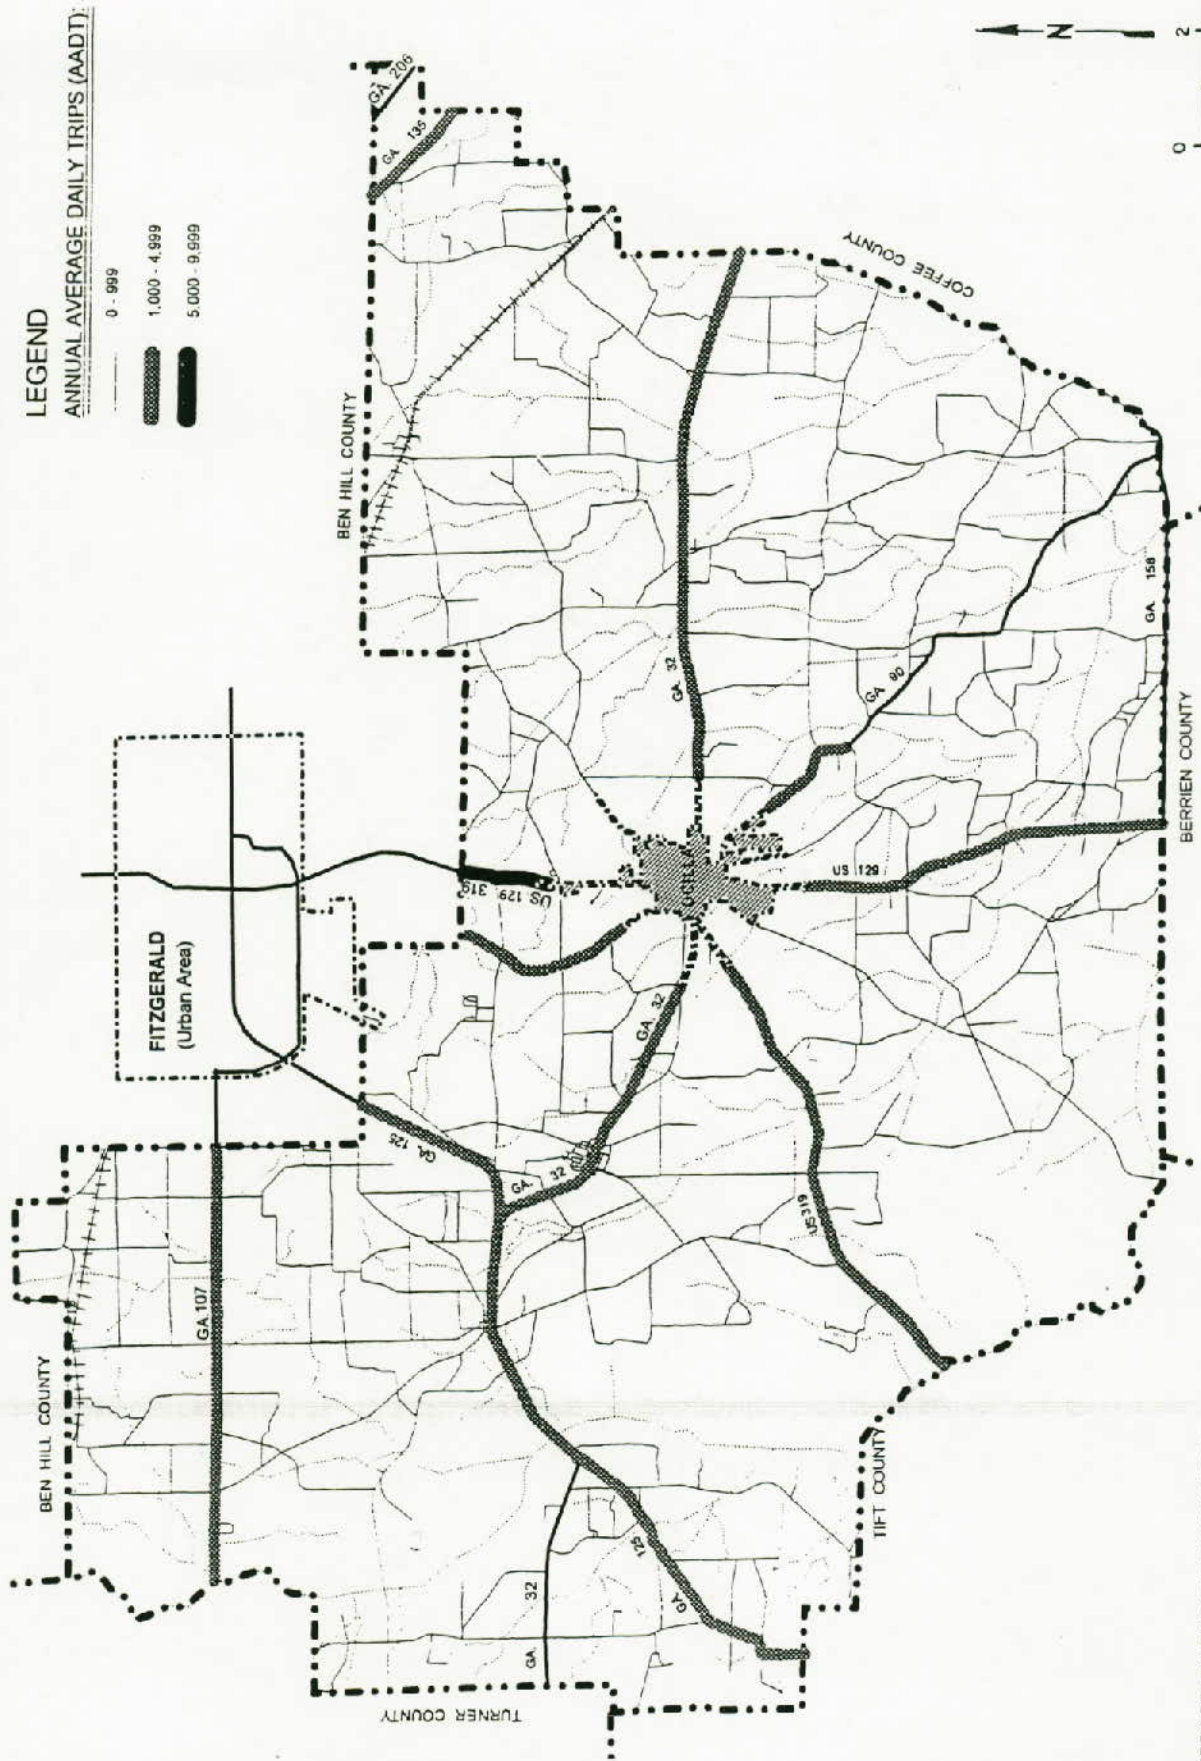 LEGEND
ANNUAL AVERAGE DAILY TRIPS (AADT):
0 - 999
1,000 - 4,999
5,000 - 9,999
N
0
2
BEN HILL COUNTY
GA 107
FITZGERALD
(Urban Area)
BEN HILL COUNTY
GA. 206
GA 135
GA. 125
GA. 32
GA. 32
US 129 319
OCILLA
GA. 32
COFFEE COUNTY
TURNER COUNTY
GA. 32
GA 125
US 319
US 129
GA 90
GA. 158
TIFT COUNTY
BERRIEN COUNTY